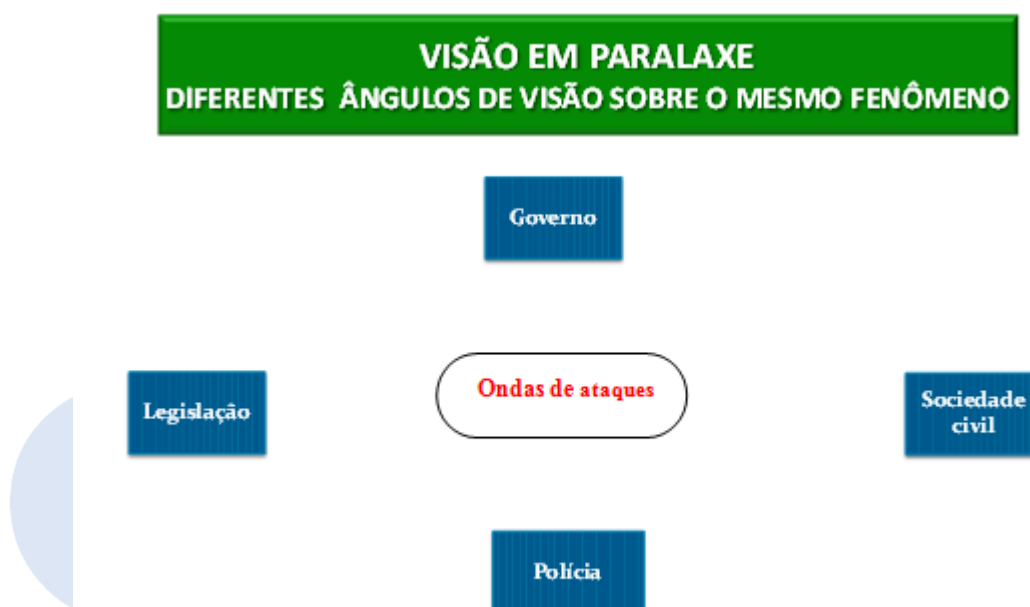 VISÃO EM PARALAXE
DIFERENTES ÂNGULOS DE VISÃO SOBRE O MESMO FENÔMENO
Governo
Legislação
Ondas de ataques
Sociedade
civil
Polícia